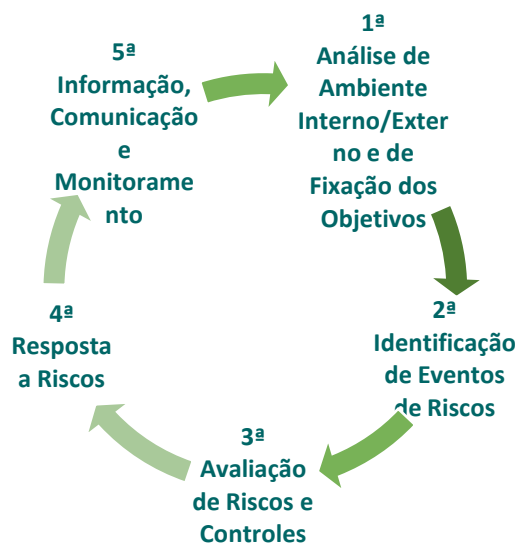 1ª
Análise de
Ambiente
Interno/Exter
no e de
Fixação dos
Objetivos
2ª
Identificação
de Eventos
de Riscos
3ª
Avaliação
de Riscos e
Controles
4ª
Resposta
a Riscos
5ª
Informação,
Comunicação
e
Monitorame
nto